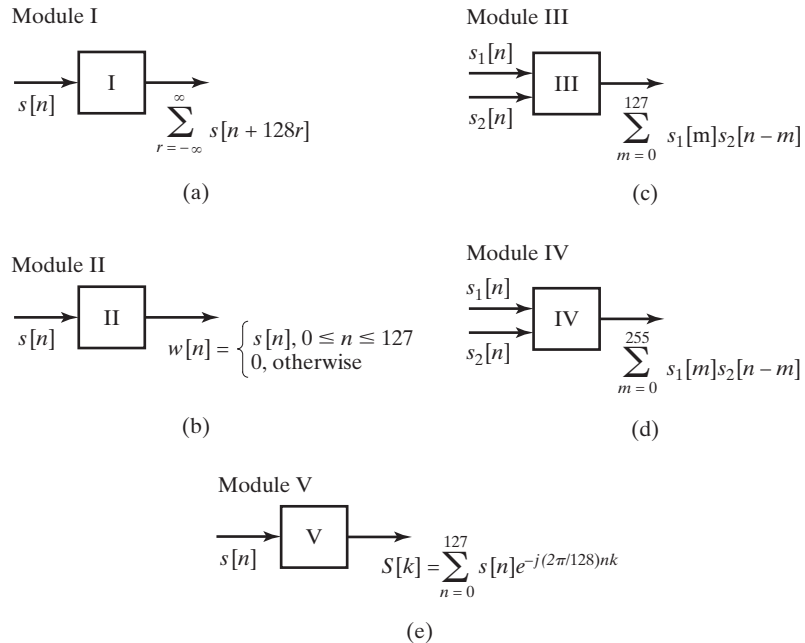 Module I
s[n]
I
∞
∑ s[n + 128r]
r = −∞
(a)
Module III
s₁[n]
s₂[n]
III
127
∑ s₁[m]s₂[n − m]
m = 0
(c)
Module II
s[n]
II
w[n] = { s[n], 0 ≤ n ≤ 127
0, otherwise
(b)
Module IV
s₁[n]
s₂[n]
IV
255
∑ s₁[m]s₂[n − m]
m = 0
(d)
Module V
s[n]
V
127
S[k] = ∑ s[n]e^{−j(2π/128)nk}
n = 0
(e)